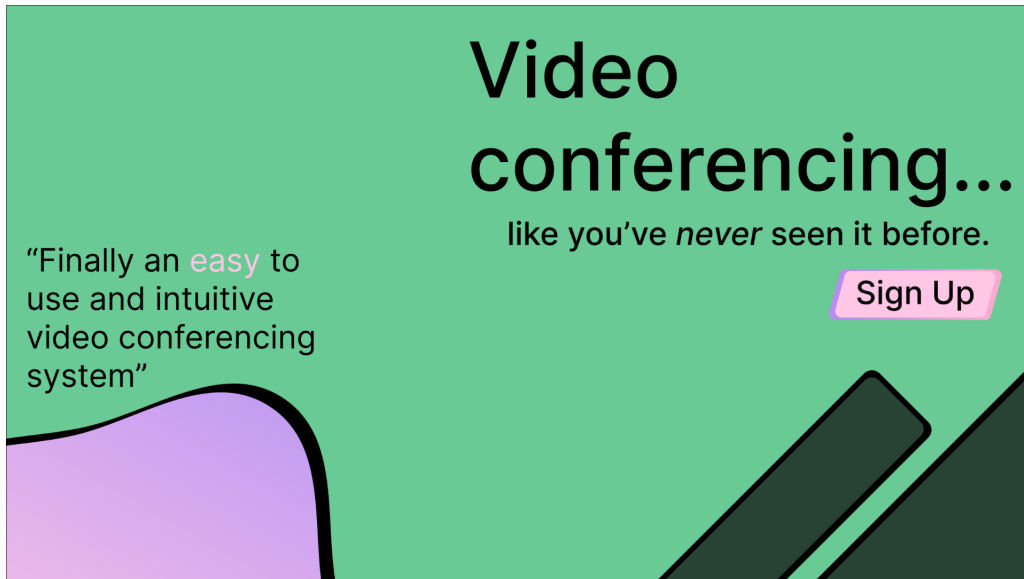 Video
conferencing...
like you’ve never seen it before.
Sign Up
“Finally an easy to
use and intuitive
video conferencing
system”